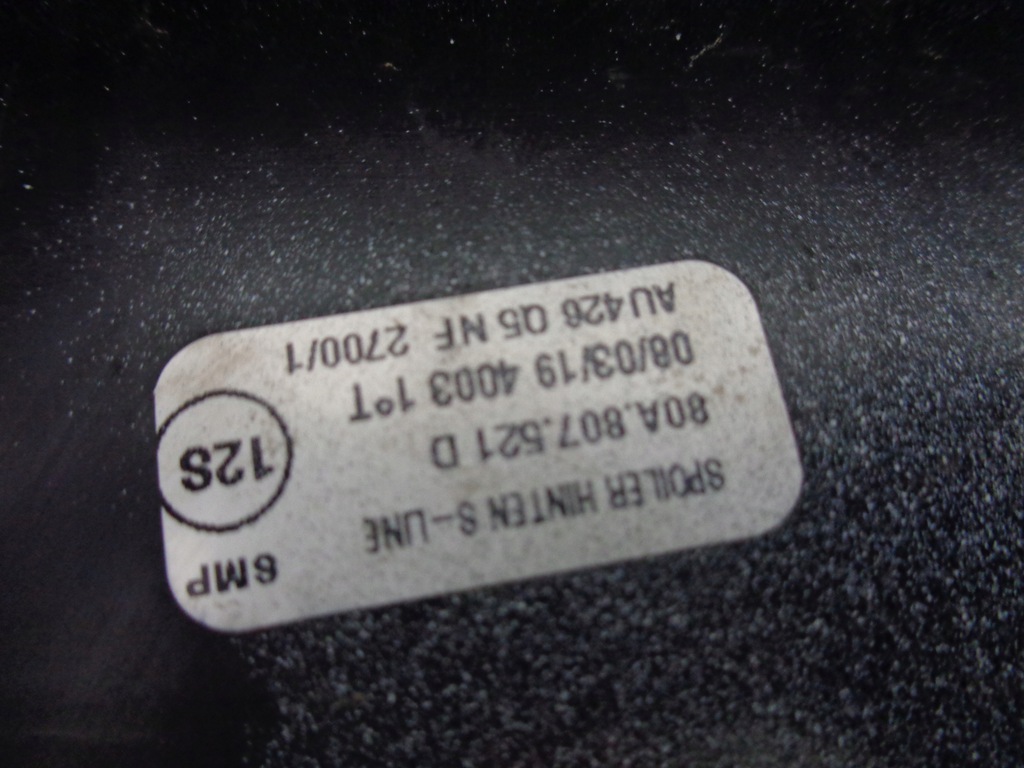 SPOILER HINTEN S-LINE
6MP
80A.807.521 D
12S
08/03/19 4003 1°T
AU426 Q5 NF 2700/1